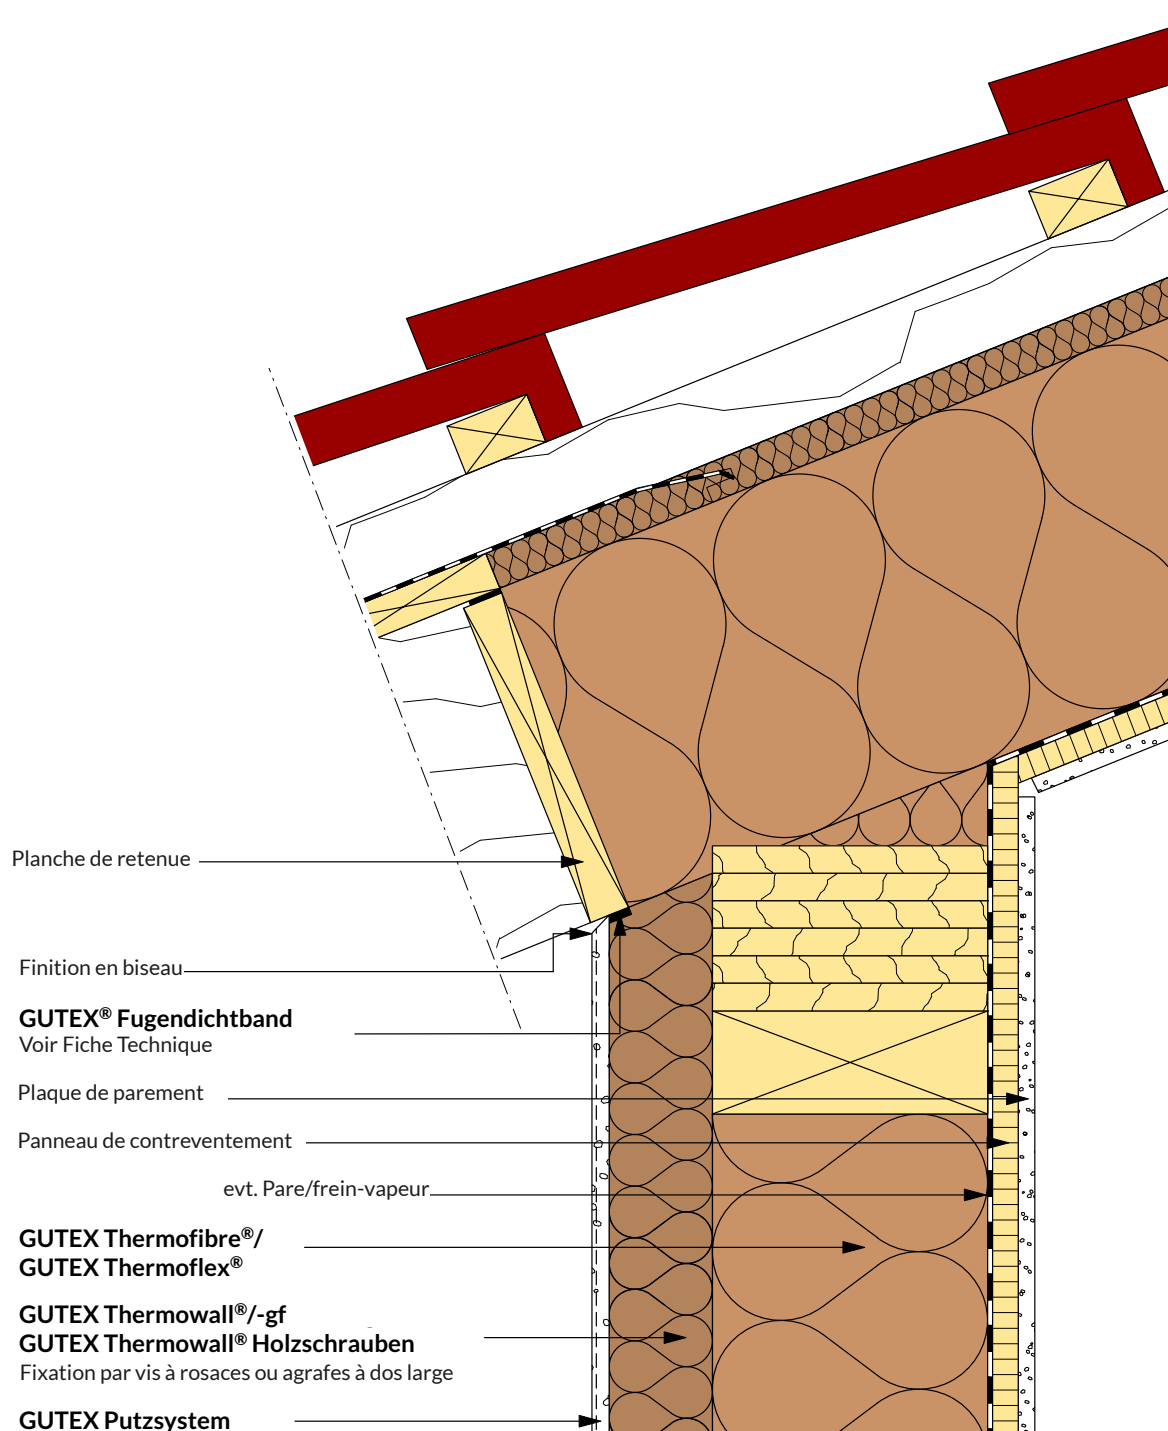 Planche de retenue
Finition en biseau
GUTEX® Fugendichtband
Voir Fiche Technique
Plaque de parement
Panneau de contreventement
evt. Pare/frein-vapeur
GUTEX Thermofibre®/
GUTEX Thermoflex®
GUTEX Thermowall®/-gf
GUTEX Thermowall® Holzschrauben
Fixation par vis à rosaces ou agrafes à dos large
GUTEX Putzsystem